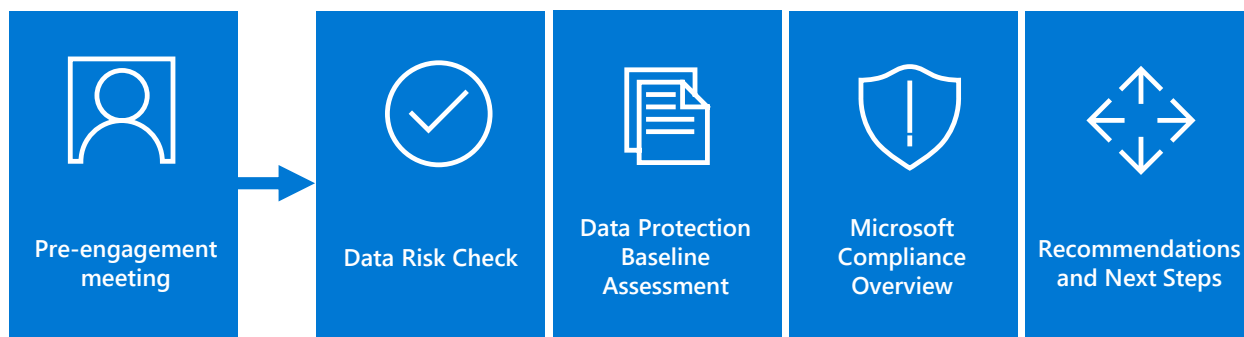 Pre-engagement
meeting
Data Risk Check
Data Protection
Baseline
Assessment
Microsoft
Compliance
Overview
Recommendations
and Next Steps